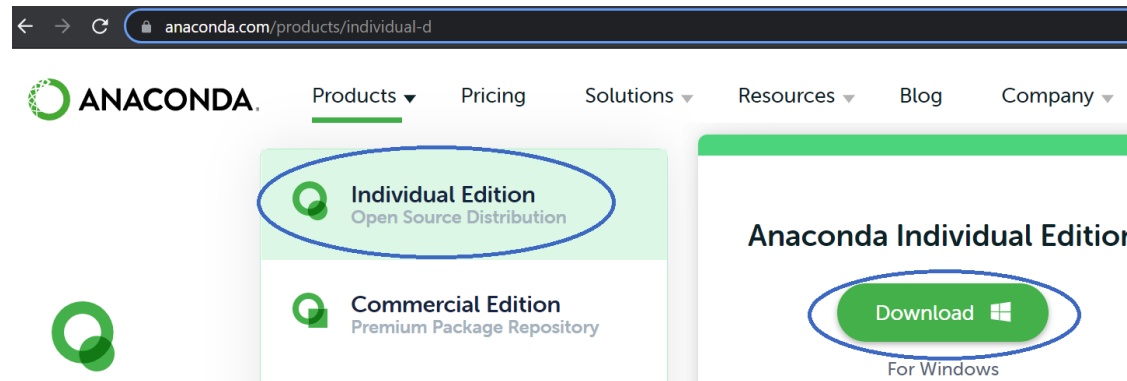 anaconda.com/products/individual-d
ANACONDA.
Products Pricing Solutions Resources Blog Company
Individual Edition
Open Source Distribution
Commercial Edition
Premium Package Repository
Anaconda Individual Edition
Download
For Windows